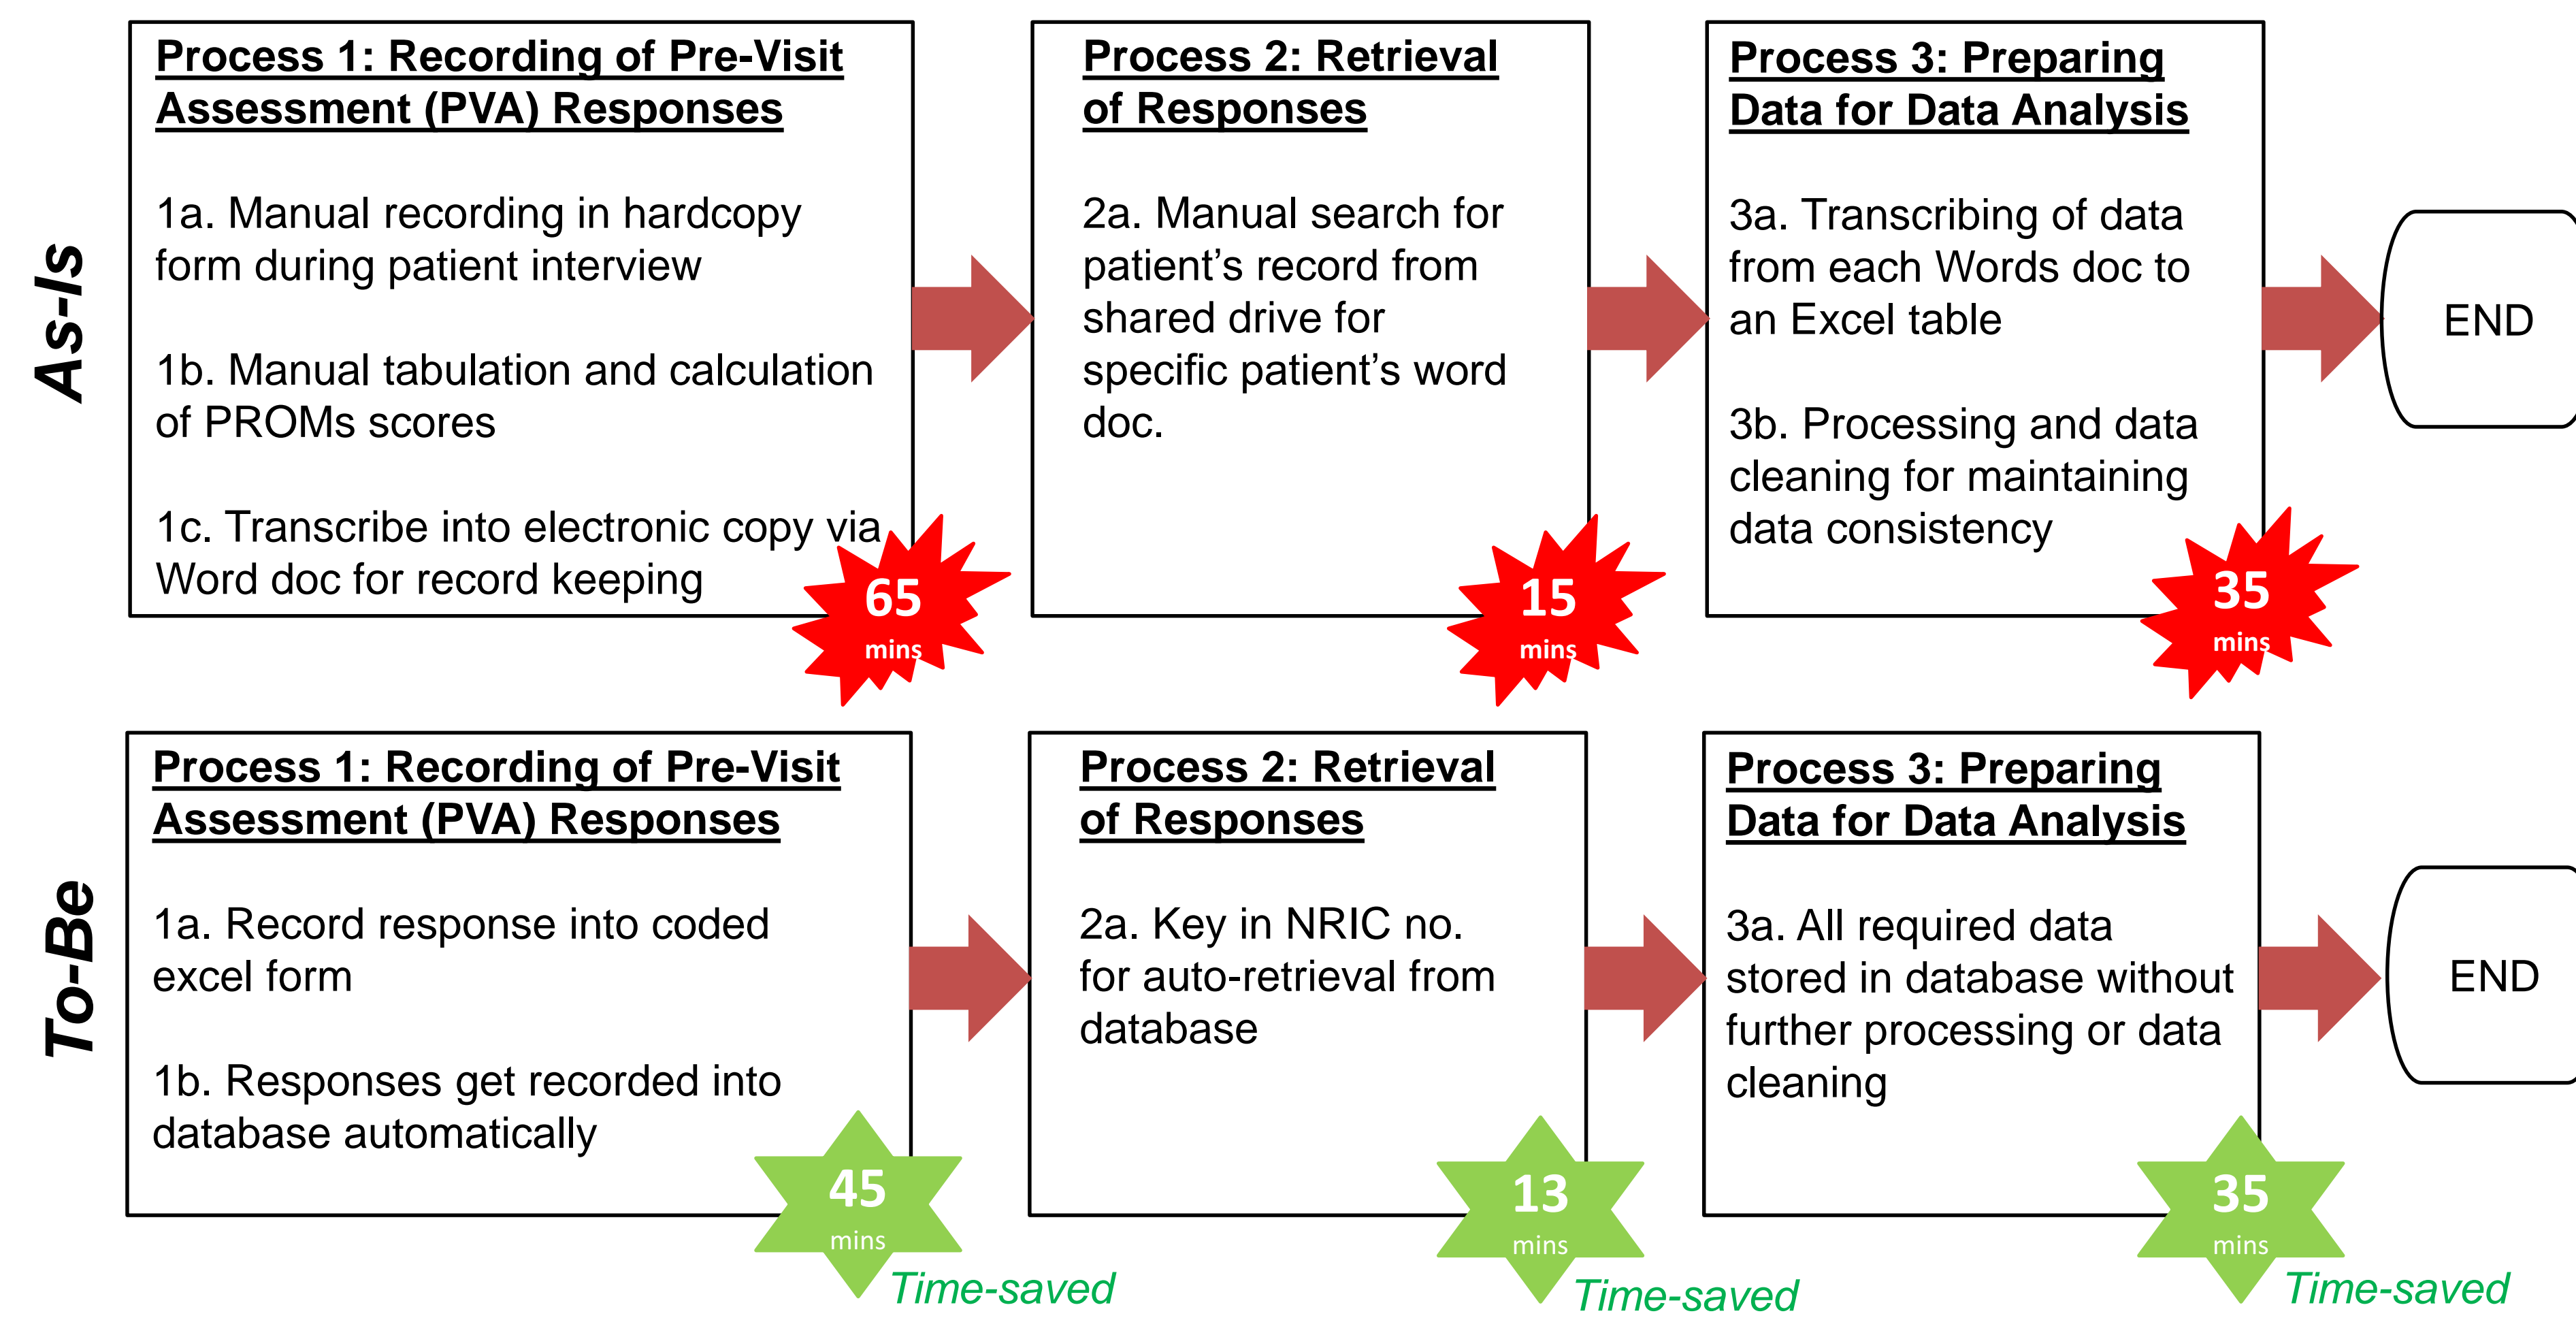 As-Is
Process 1: Recording of Pre-Visit
Assessment (PVA) Responses
1a. Manual recording in hardcopy
form during patient interview
1b. Manual tabulation and calculation
of PROMs scores
1c. Transcribe into electronic copy via
Word doc for record keeping
65
mins
Process 2: Retrieval
of Responses
2a. Manual search for
patient’s record from
shared drive for
specific patient’s word
doc.
15
mins
Process 3: Preparing
Data for Data Analysis
3a. Transcribing of data
from each Words doc to
an Excel table
3b. Processing and data
cleaning for maintaining
data consistency
35
mins
END
To-Be
Process 1: Recording of Pre-Visit
Assessment (PVA) Responses
1a. Record response into coded
excel form
1b. Responses get recorded into
database automatically
45
mins
Time-saved
Process 2: Retrieval
of Responses
2a. Key in NRIC no.
for auto-retrieval from
database
13
mins
Time-saved
Process 3: Preparing
Data for Data Analysis
3a. All required data
stored in database without
further processing or data
cleaning
35
mins
Time-saved
END